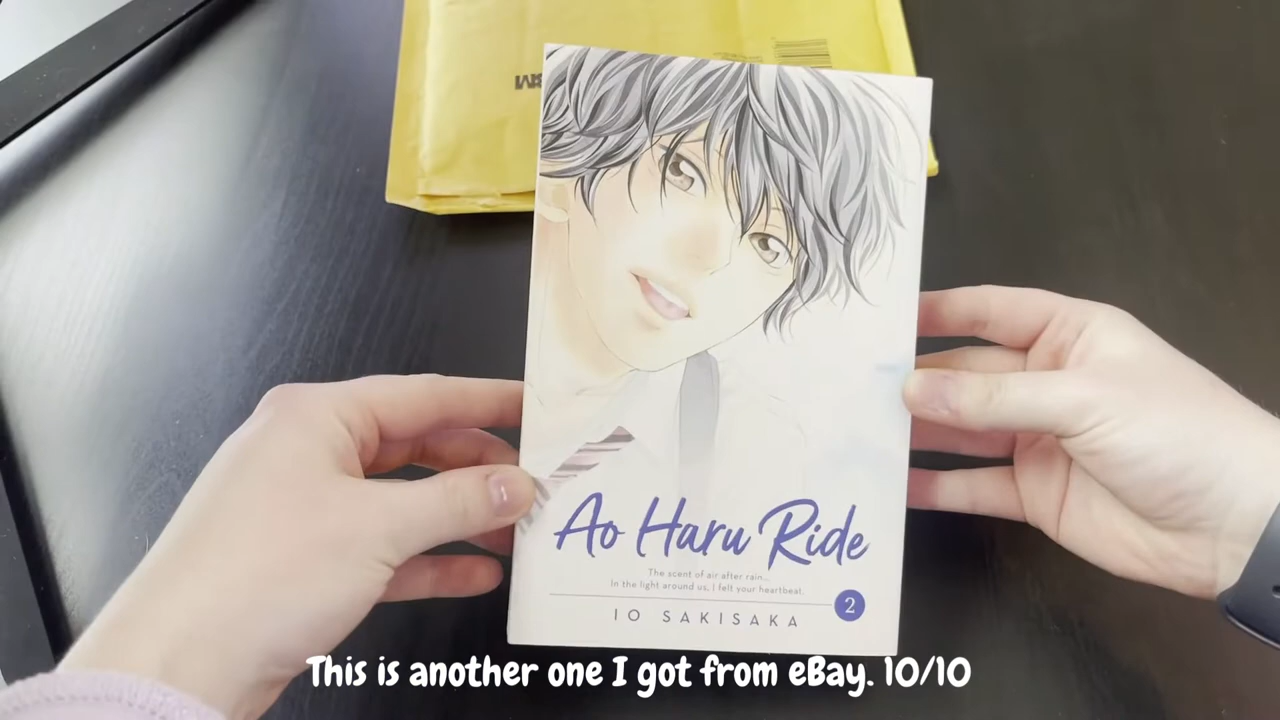 Ao Haru Ride
The scent of air after rain...
In the light around us, I felt your heartbeat.
2
IO SAKISAKA
This is another one I got from eBay. 10/10